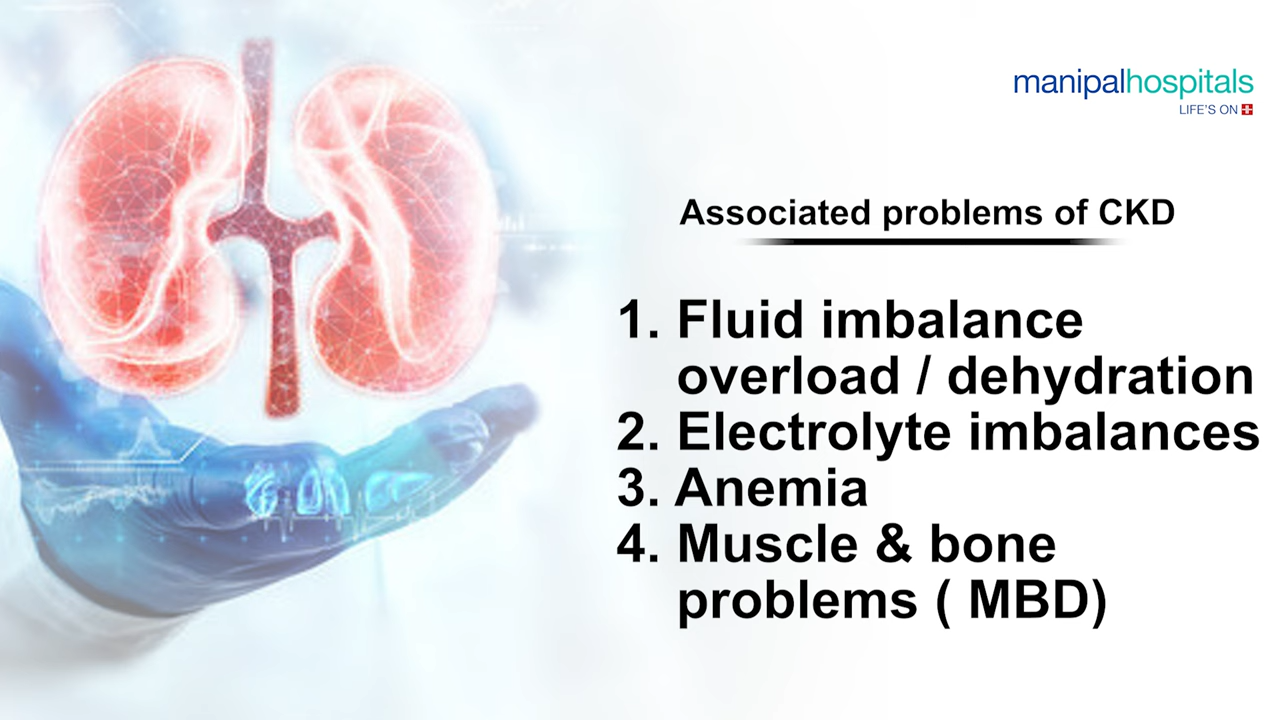 manipalhospitals
LIFE'S ON
Associated problems of CKD
1. Fluid imbalance
overload / dehydration
2. Electrolyte imbalances
3. Anemia
4. Muscle & bone
problems ( MBD)